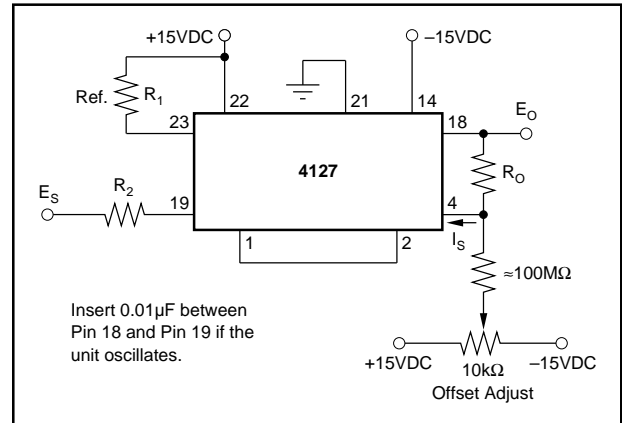 +15VDC
–15VDC
Ref.
R1
22
21
14
23
18
EO
4127
RO
ES
R2
19
4
IS
1
2
≈100MΩ
Insert 0.01µF between
Pin 18 and Pin 19 if the
unit oscillates.
+15VDC
–15VDC
10kΩ
Offset Adjust